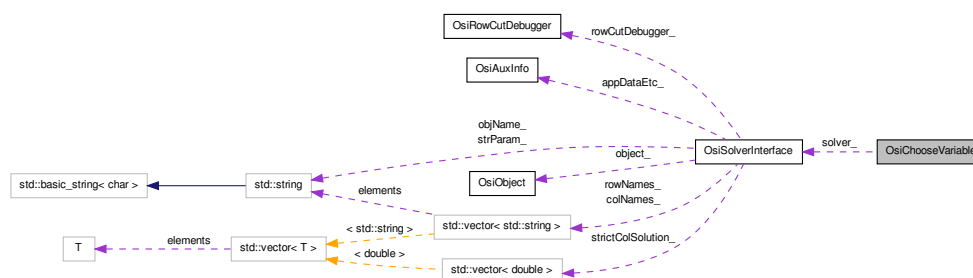 OsiRowCutDebugger
rowCutDebugger_
OsiAuxInfo
appDataEtc_
objName_
strParam_
object_
OsiSolverInterface
solver_
OsiChooseVariable
OsiObject
std::basic_string< char >
std::string
elements
rowNames_
colNames_
std::vector< std::string >
< std::string >
strictColSolution_
T
elements
std::vector< T >
< double >
std::vector< double >